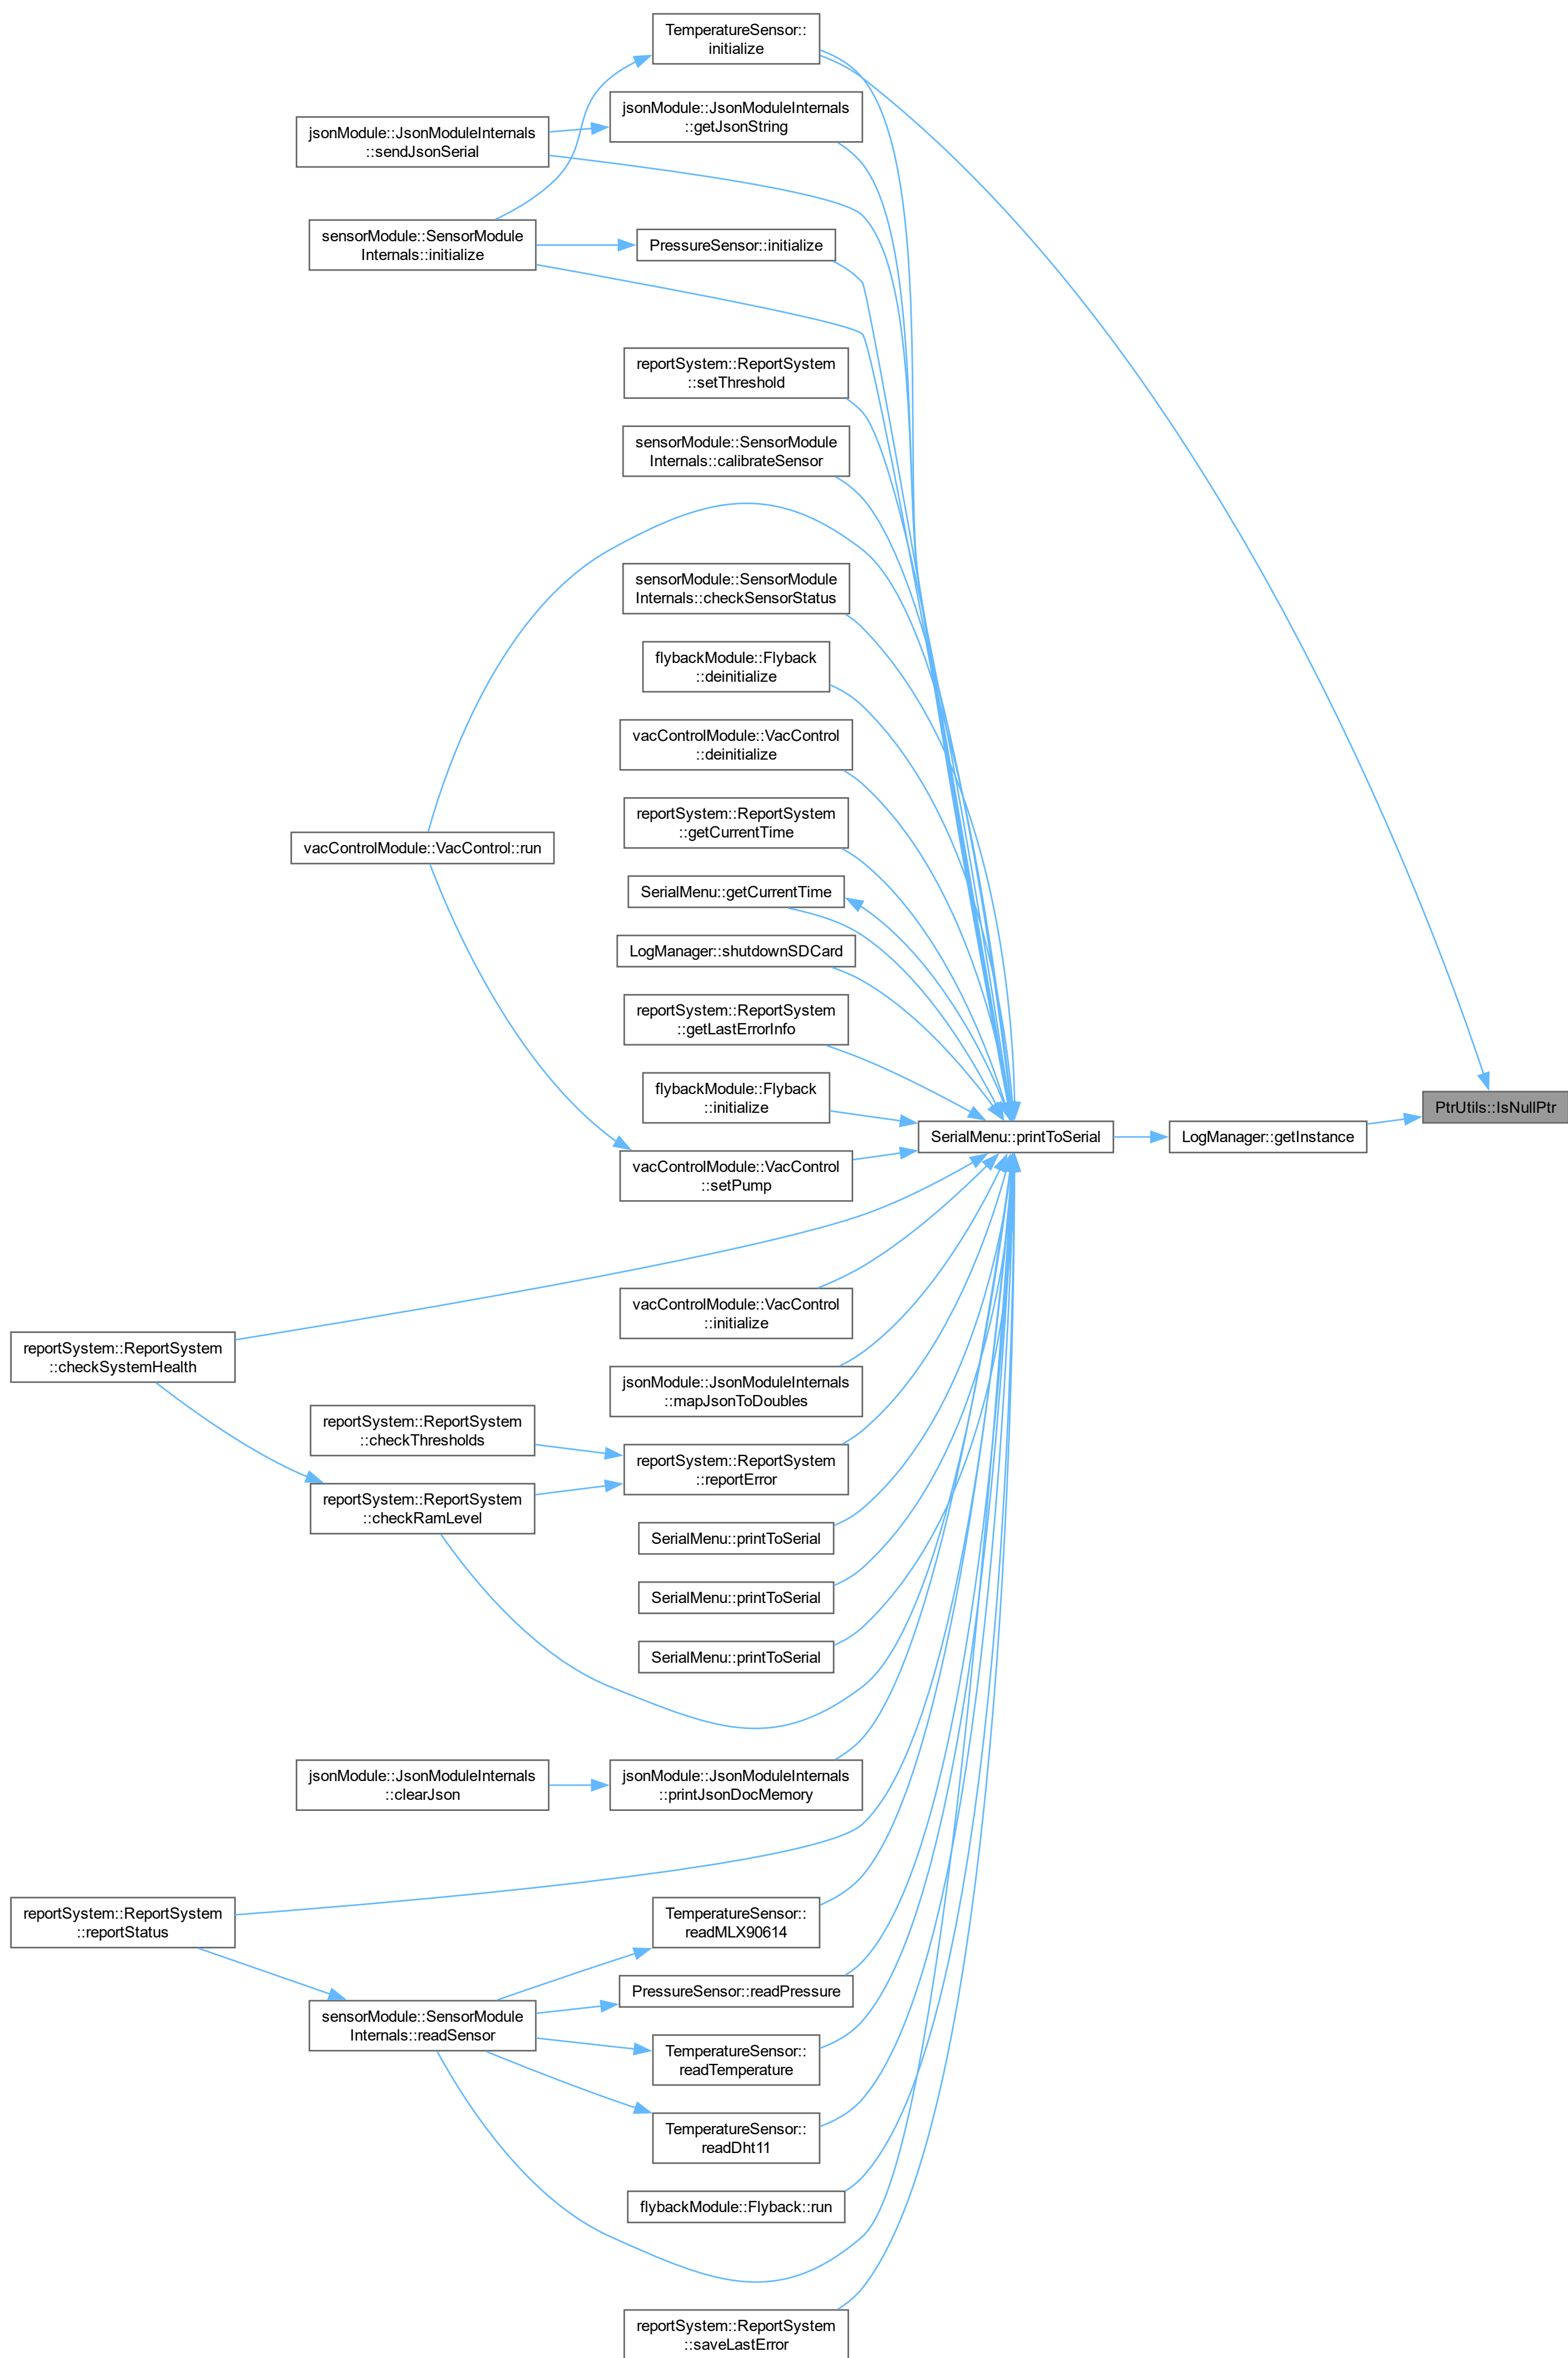 TemperatureSensor::
initialize
jsonModule::JsonModuleInternals
::getJsonString
jsonModule::JsonModuleInternals
::sendJsonSerial
sensorModule::SensorModule
Internals::initialize
PressureSensor::initialize
reportSystem::ReportSystem
::setThreshold
sensorModule::SensorModule
Internals::calibrateSensor
sensorModule::SensorModule
Internals::checkSensorStatus
flybackModule::Flyback
::deinitialize
vacControlModule::VacControl
::deinitialize
reportSystem::ReportSystem
::getCurrentTime
vacControlModule::VacControl::run
SerialMenu::getCurrentTime
LogManager::shutdownSDCard
reportSystem::ReportSystem
::getLastErrorInfo
flybackModule::Flyback
::initialize
PtrUtils::IsNullPtr
SerialMenu::printToSerial
LogManager::getInstance
vacControlModule::VacControl
::setPump
vacControlModule::VacControl
::initialize
reportSystem::ReportSystem
::checkSystemHealth
jsonModule::JsonModuleInternals
::mapJsonToDoubles
reportSystem::ReportSystem
::checkThresholds
reportSystem::ReportSystem
::reportError
reportSystem::ReportSystem
::checkRamLevel
SerialMenu::printToSerial
SerialMenu::printToSerial
SerialMenu::printToSerial
jsonModule::JsonModuleInternals
::clearJson
jsonModule::JsonModuleInternals
::printJsonDocMemory
reportSystem::ReportSystem
::reportStatus
TemperatureSensor::
readMLX90614
PressureSensor::readPressure
sensorModule::SensorModule
Internals::readSensor
TemperatureSensor::
readTemperature
TemperatureSensor::
readDht11
flybackModule::Flyback::run
reportSystem::ReportSystem
::saveLastError